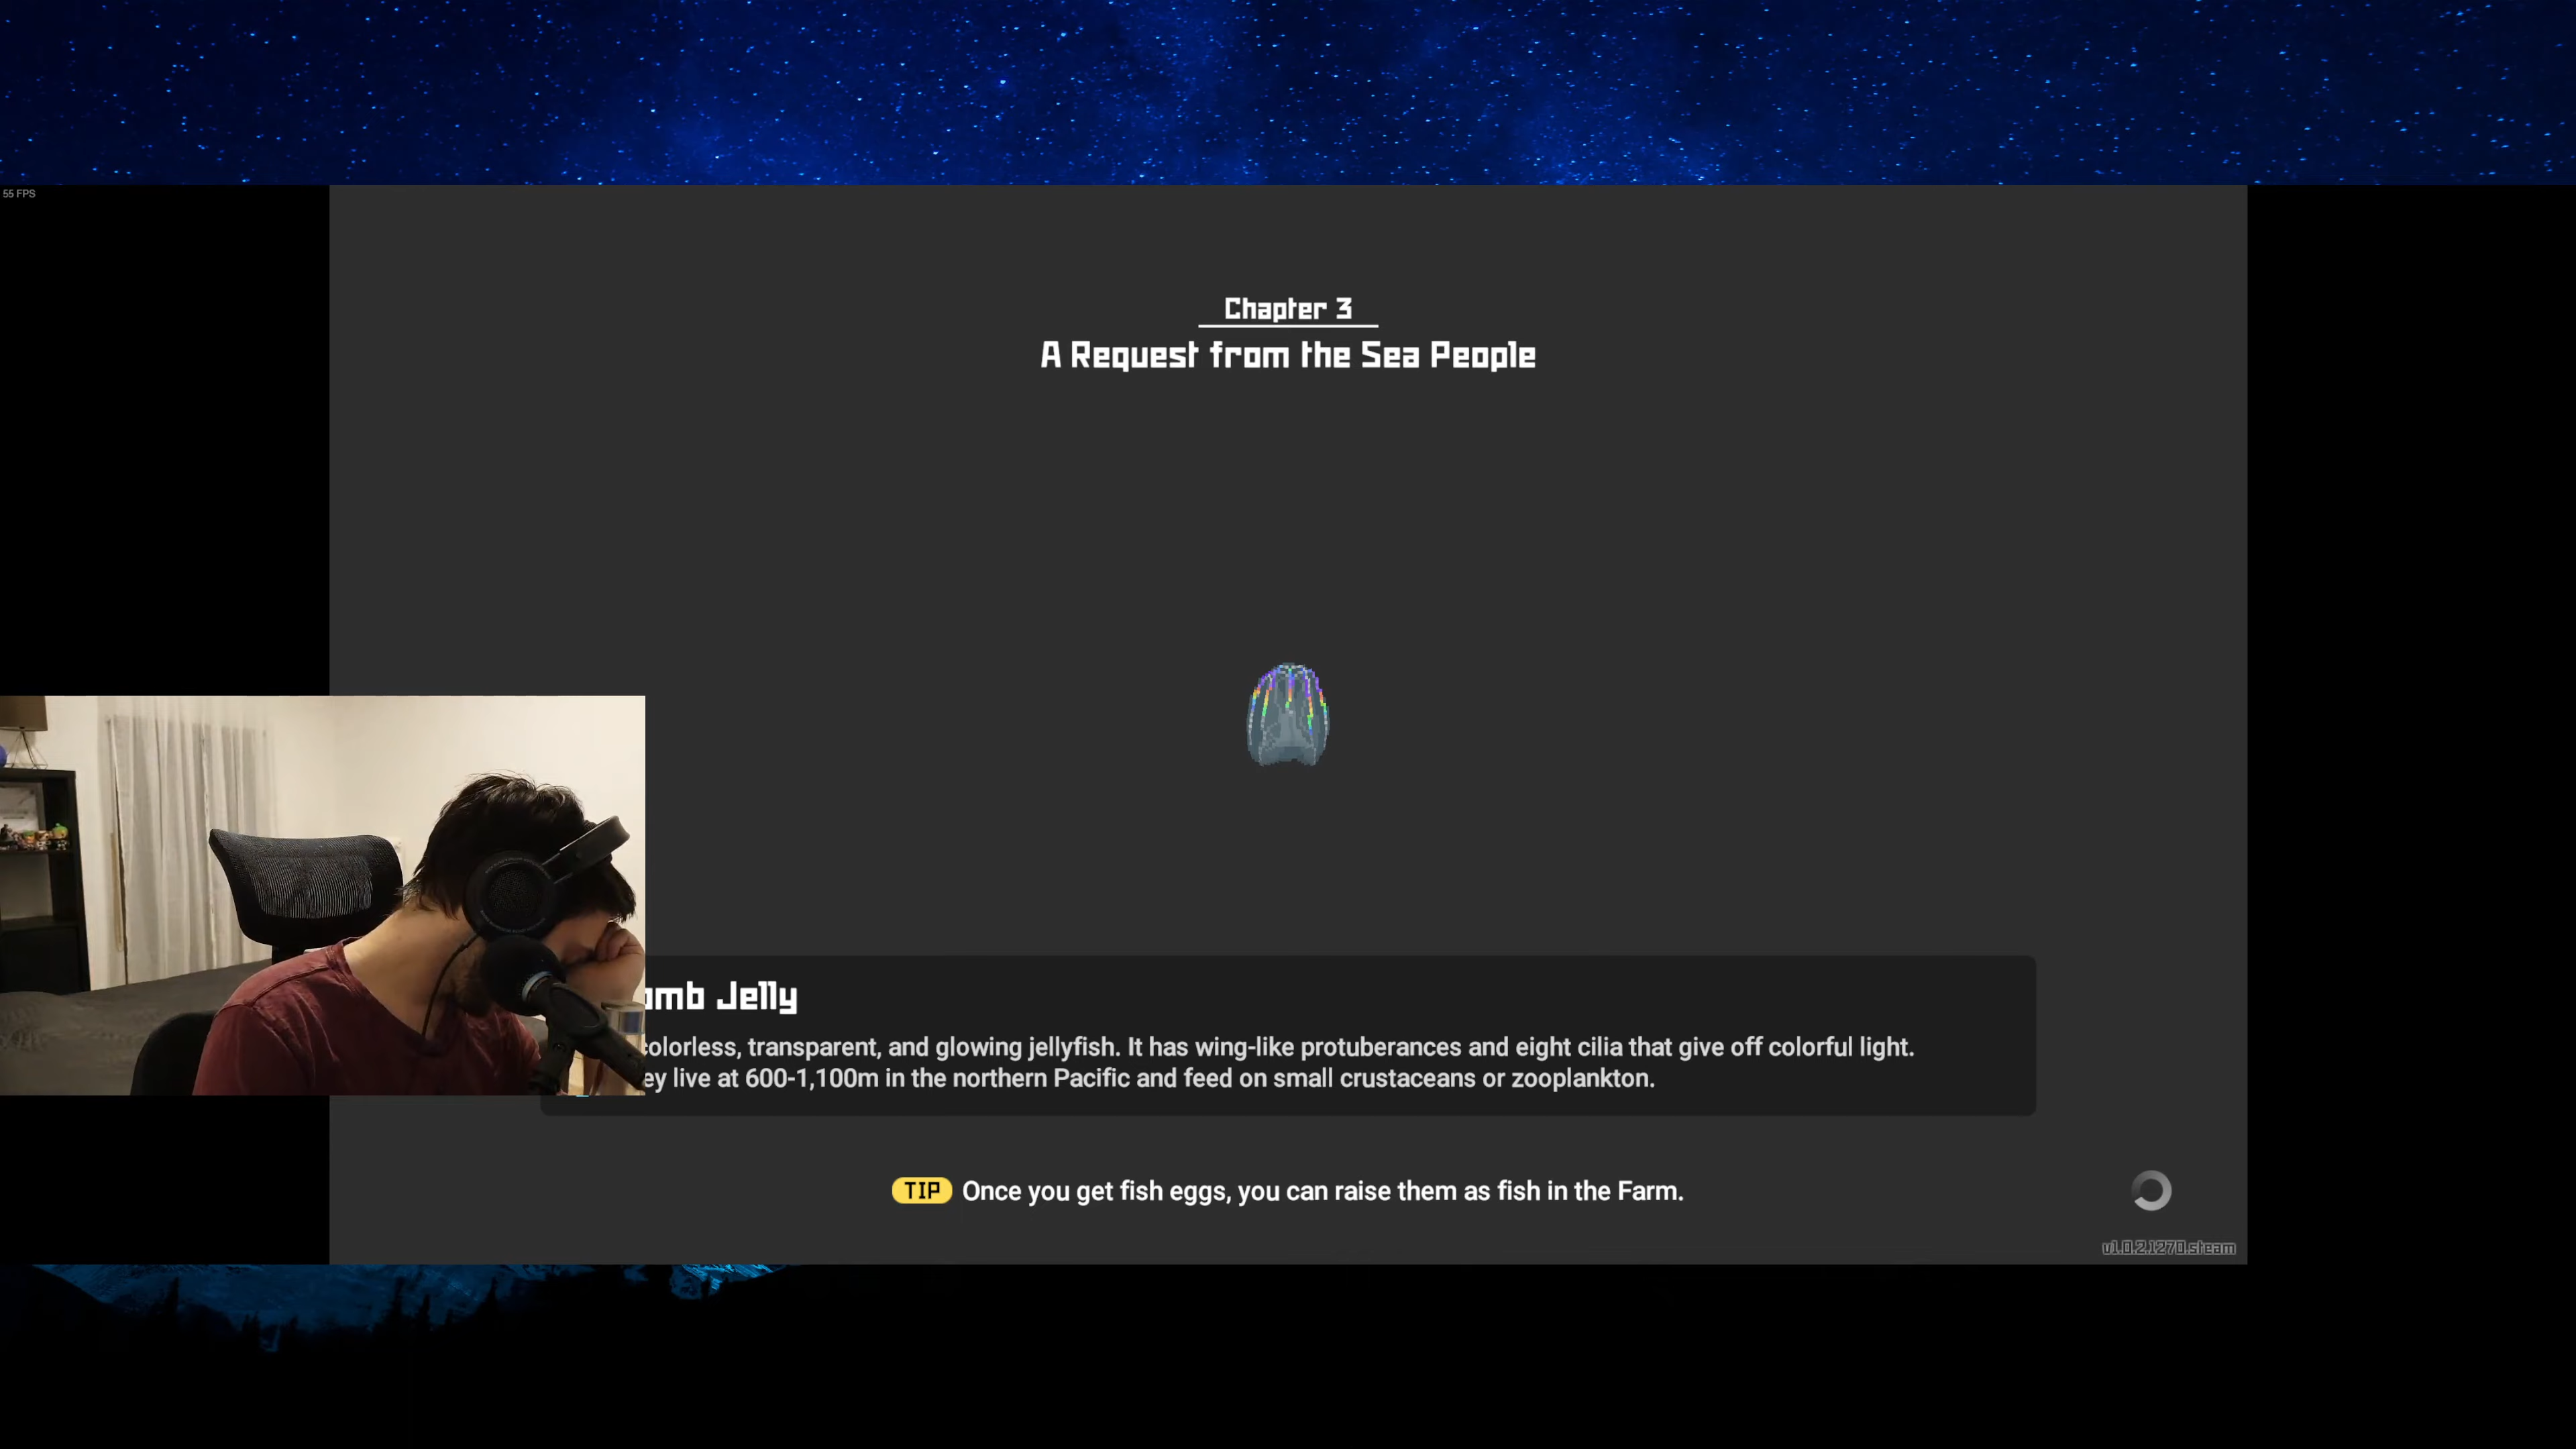 55 FPS
Chapter 3
A Request from the Sea People
Jelly
transparent, and glowing jellyfish. It has wing-like protuberances and eight cilia that give off colorful light.
live at 600-1,100m in the northern Pacific and feed on small crustaceans or zooplankton.
TIP Once you get fish eggs, you can raise them as fish in the Farm.
v1.0.2.1270.steam